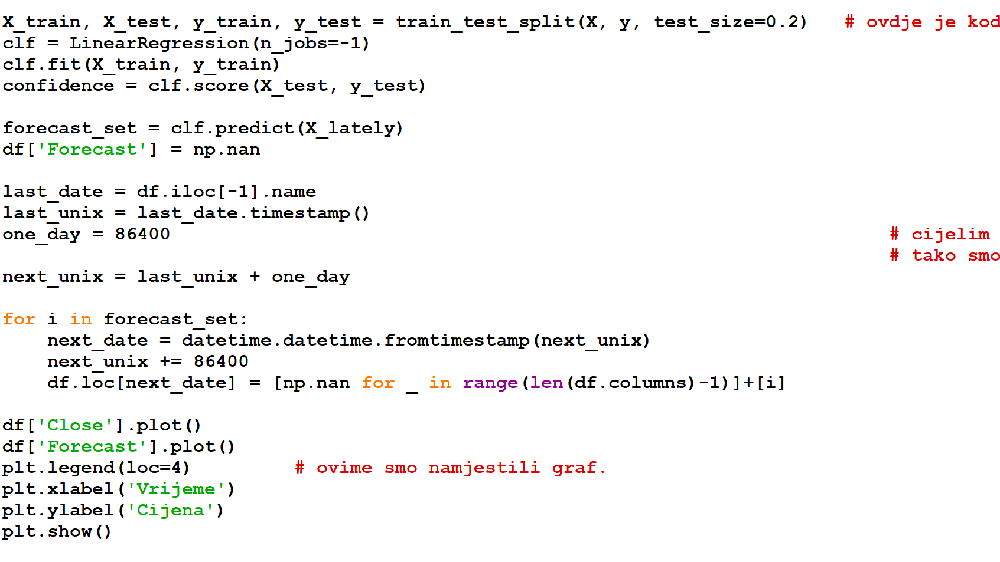 X_train, X_test, y_train, y_test = train_test_split(X, y, test_size=0.2)   # ovdje je kod
clf = LinearRegression(n_jobs=-1)
clf.fit(X_train, y_train)
confidence = clf.score(X_test, y_test)

forecast_set = clf.predict(X_lately)
df['Forecast'] = np.nan

last_date = df.iloc[-1].name
last_unix = last_date.timestamp()
one_day = 86400   # cijelim
# tako smo
next_unix = last_unix + one_day

for i in forecast_set:
    next_date = datetime.datetime.fromtimestamp(next_unix)
    next_unix += 86400
    df.loc[next_date] = [np.nan for _ in range(len(df.columns)-1)]+[i]

df['Close'].plot()
df['Forecast'].plot()
plt.legend(loc=4)   # ovime smo namjestili graf.
plt.xlabel('Vrijeme')
plt.ylabel('Cijena')
plt.show()